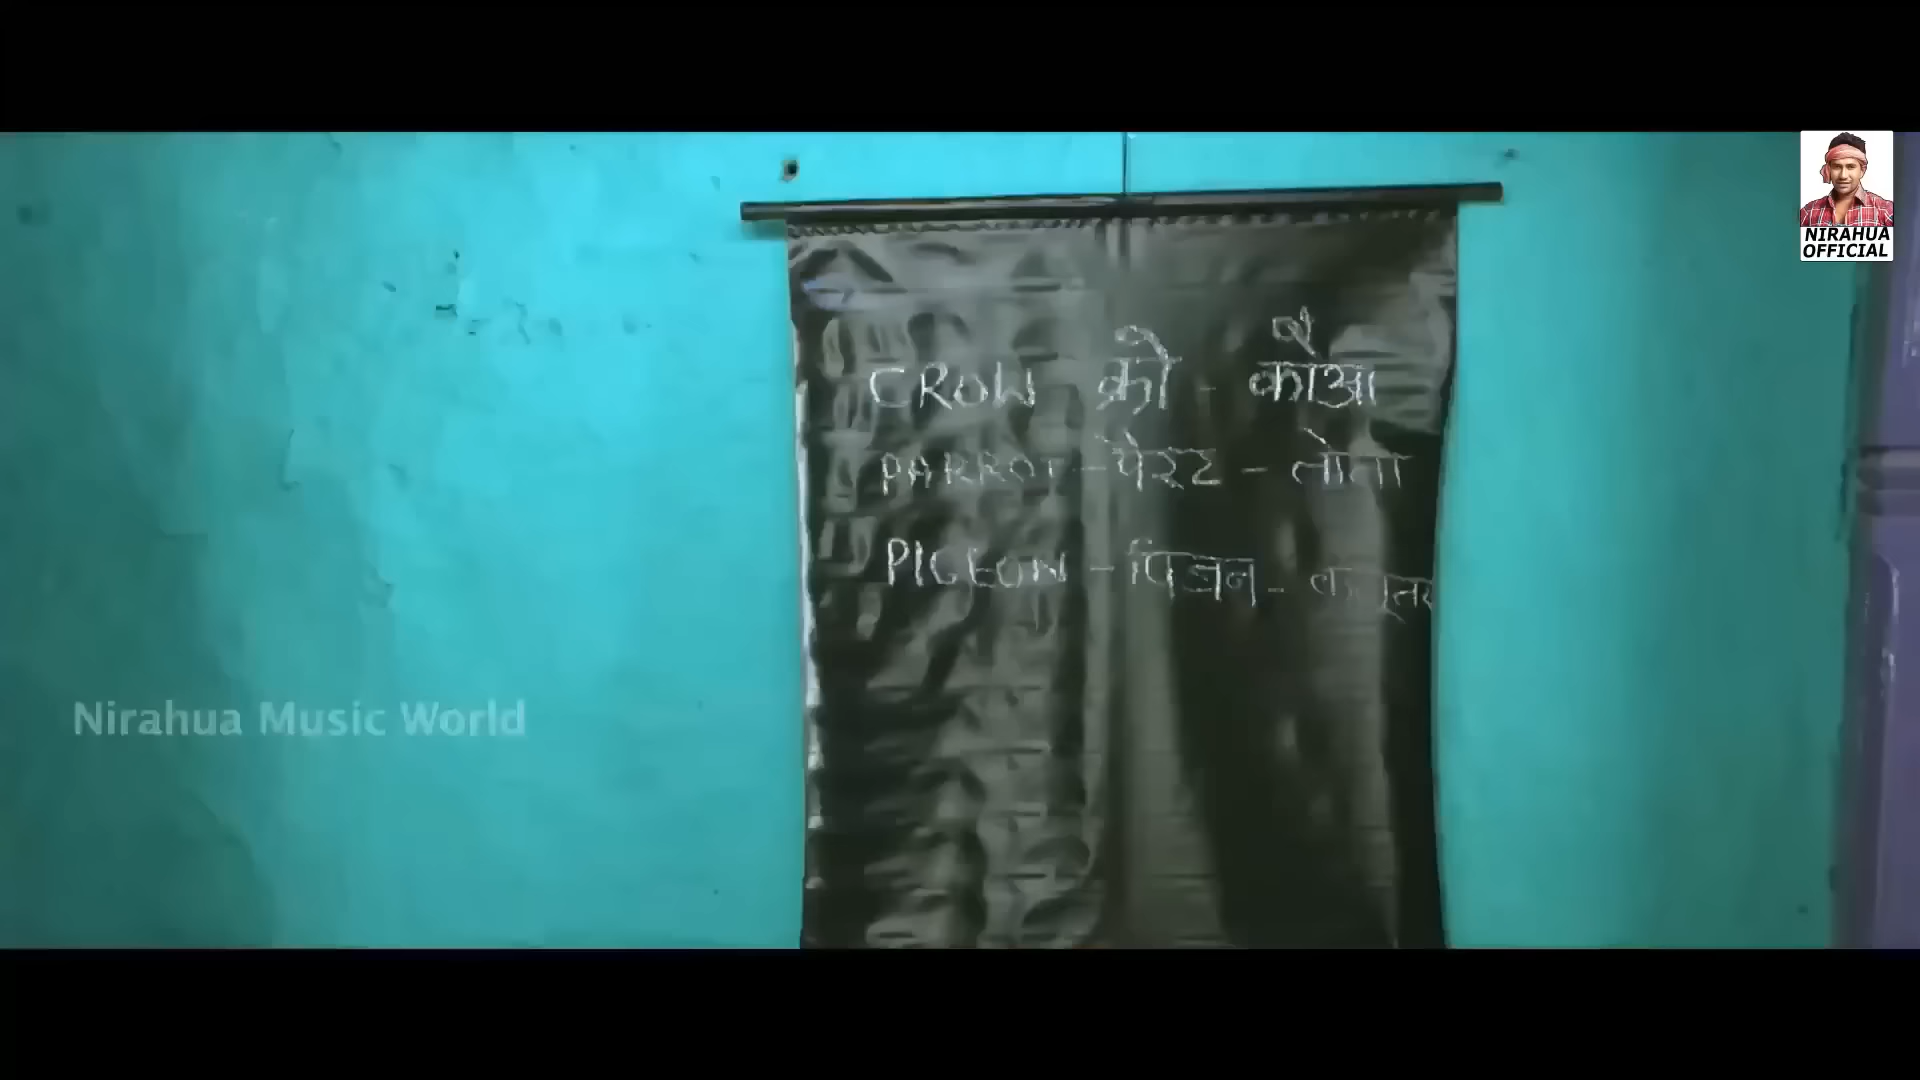 NIRAHUA
OFFICIAL
CROW क्रो - कौआ
PARROT - पैरट - तोता
PIGEON - पिजन - कबूतर
Nirahua Music World